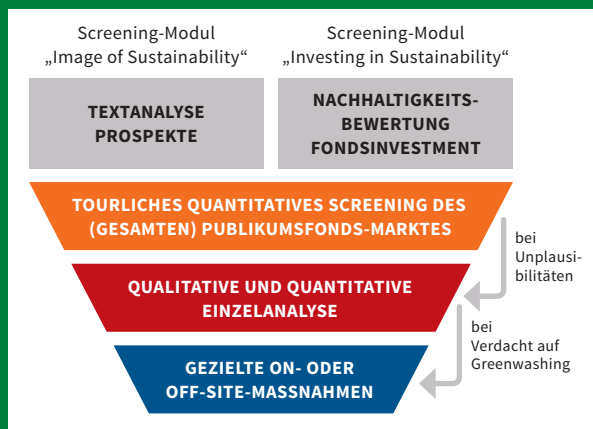 Screening-Modul
„Image of Sustainability“
Screening-Modul
„Investing in Sustainability“
TEXTANALYSE
PROSPEKTE
NACHHALTIGKEITS-
BEWERTUNG
FONDSINVESTMENT
TOURLICHES QUANTITATIVES SCREENING DES
(GESAMTEN) PUBLIKUMSFONDS-MARKTES
bei
Unplausi-
bilitäten
QUALITATIVE UND QUANTITATIVE
EINZELANALYSE
bei
Verdacht auf
Greenwashing
GEZIELTE ON- ODER
OFF-SITE-MASSNAHMEN